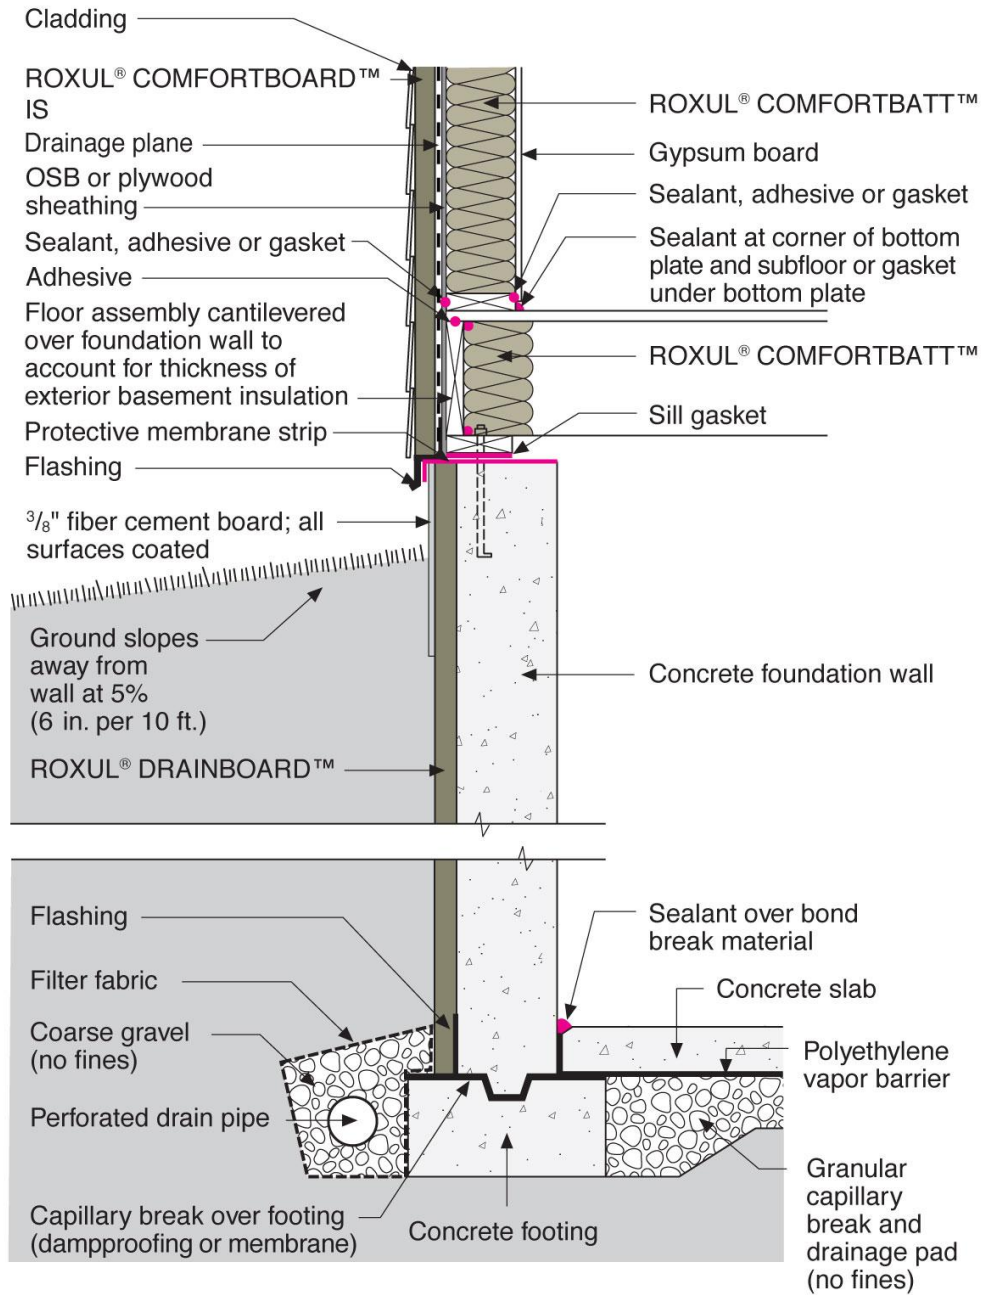 Cladding
ROXUL® COMFORTBOARD™
IS
Drainage plane
OSB or plywood
sheathing
Sealant, adhesive or gasket
Adhesive
Floor assembly cantilevered
over foundation wall to
account for thickness of
exterior basement insulation
Protective membrane strip
Flashing
3/8" fiber cement board; all
surfaces coated
Ground slopes
away from
wall at 5%
(6 in. per 10 ft.)
ROXUL® DRAINBOARD™
Flashing
Filter fabric
Coarse gravel
(no fines)
Perforated drain pipe
Capillary break over footing
(dampproofing or membrane)
Concrete footing
ROXUL® COMFORTBATT™
Gypsum board
Sealant, adhesive or gasket
Sealant at corner of bottom
plate and subfloor or gasket
under bottom plate
ROXUL® COMFORTBATT™
Sill gasket
Concrete foundation wall
Sealant over bond
break material
Concrete slab
Polyethylene
vapor barrier
Granular
capillary
break and
drainage pad
(no fines)